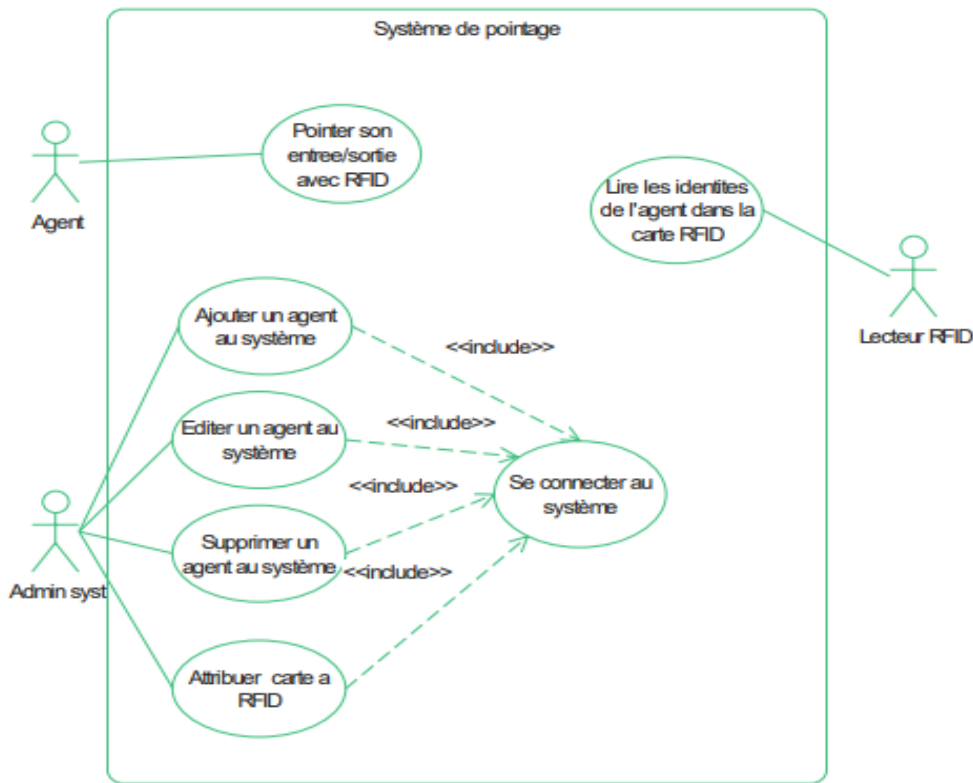 Système de pointage
Pointer son
entree/sortie
avec RFID
Agent
Lire les identites
de l'agent dans la
carte RFID
Lecteur RFID
Ajouter un agent
au système
<<include>>
Editer un agent au
système
<<include>>
Se connecter au
système
<<include>>
Supprimer un
agent au système
<<include>>
Admin syst
Attribuer carte a
RFID